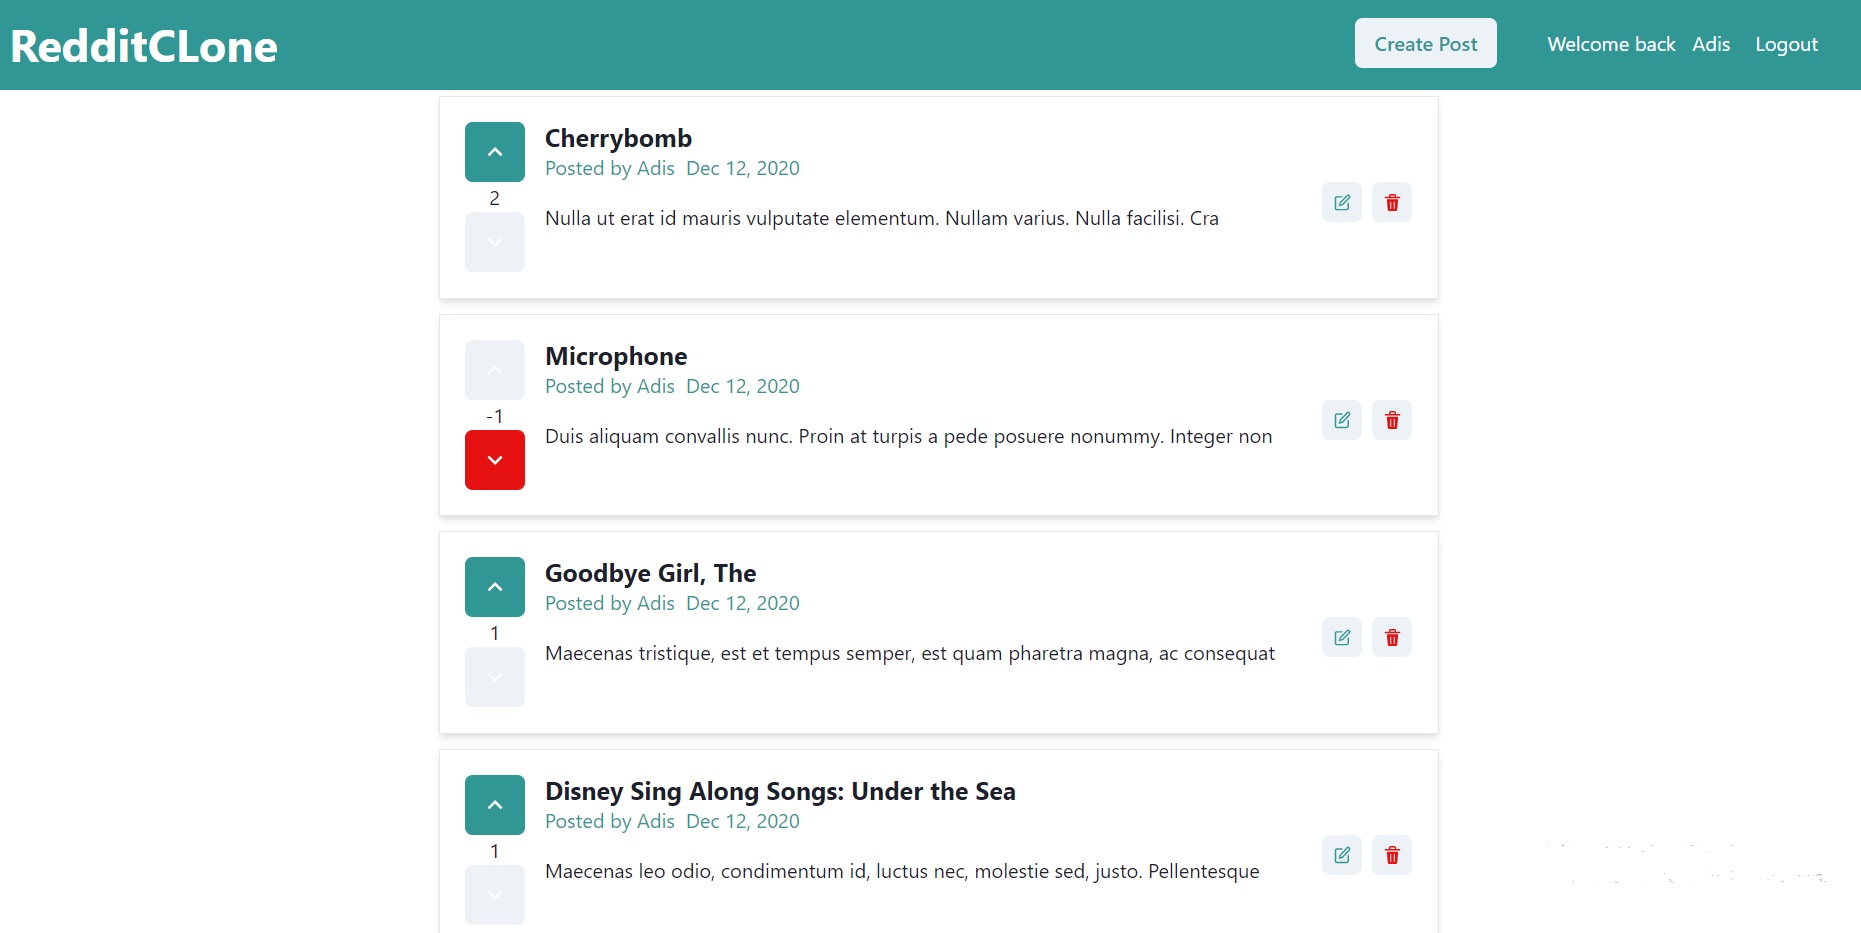 RedditCLone
Create Post
Welcome back Adis Logout
Cherrybomb
Posted by Adis Dec 12, 2020
2
Nulla ut erat id mauris vulputate elementum. Nullam varius. Nulla facilisi. Cra
Microphone
Posted by Adis Dec 12, 2020
-1
Duis aliquam convallis nunc. Proin at turpis a pede posuere nonummy. Integer non
Goodbye Girl, The
Posted by Adis Dec 12, 2020
1
Maecenas tristique, est et tempus semper, est quam pharetra magna, ac consequat
Disney Sing Along Songs: Under the Sea
Posted by Adis Dec 12, 2020
1
Maecenas leo odio, condimentum id, luctus nec, molestie sed, justo. Pellentesque